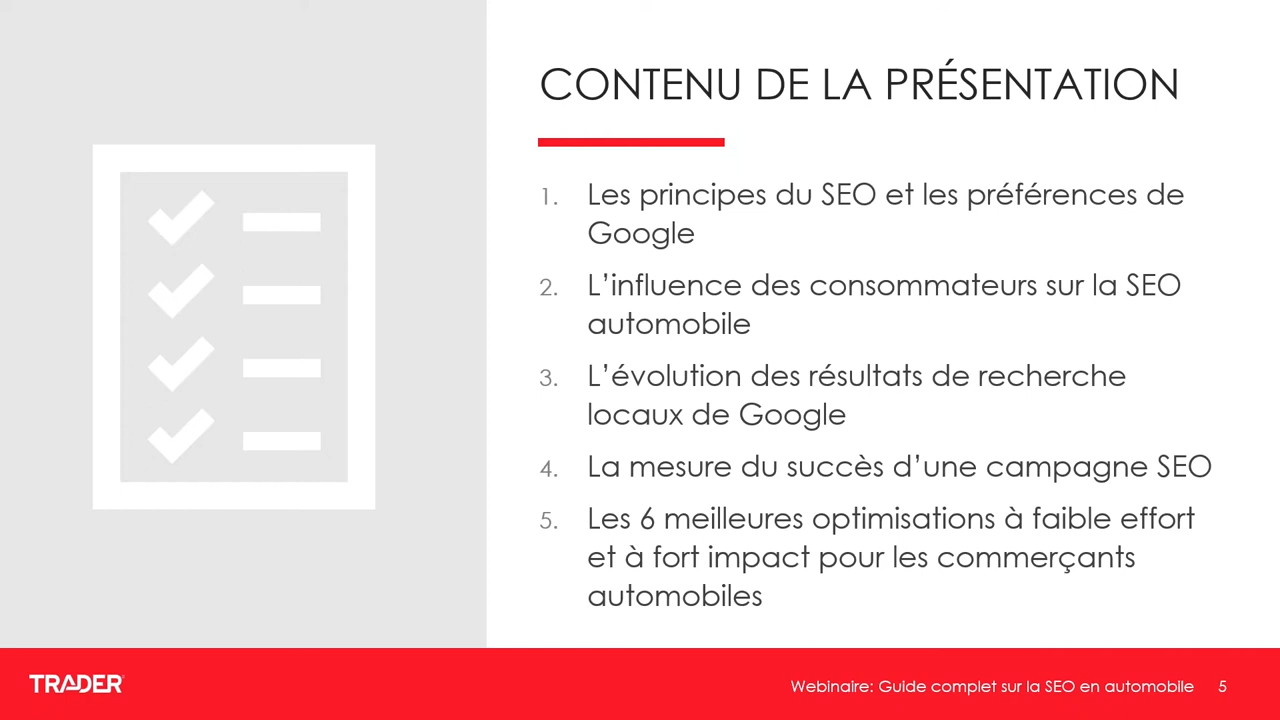 CONTENU DE LA PRÉSENTATION
1. Les principes du SEO et les préférences de
Google
2. L’influence des consommateurs sur la SEO
automobile
3. L’évolution des résultats de recherche
locaux de Google
4. La mesure du succès d’une campagne SEO
5. Les 6 meilleures optimisations à faible effort
et à fort impact pour les commerçants
automobiles
TRADER
Webinaire: Guide complet sur la SEO en automobile 5